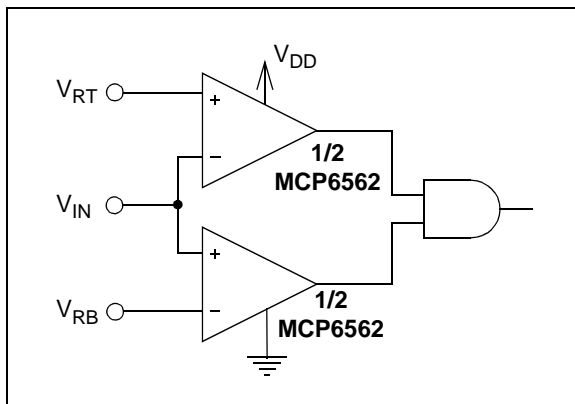 V_DD
V_RT
+
−
1/2
MCP6562
V_IN
+
−
1/2
MCP6562
V_RB